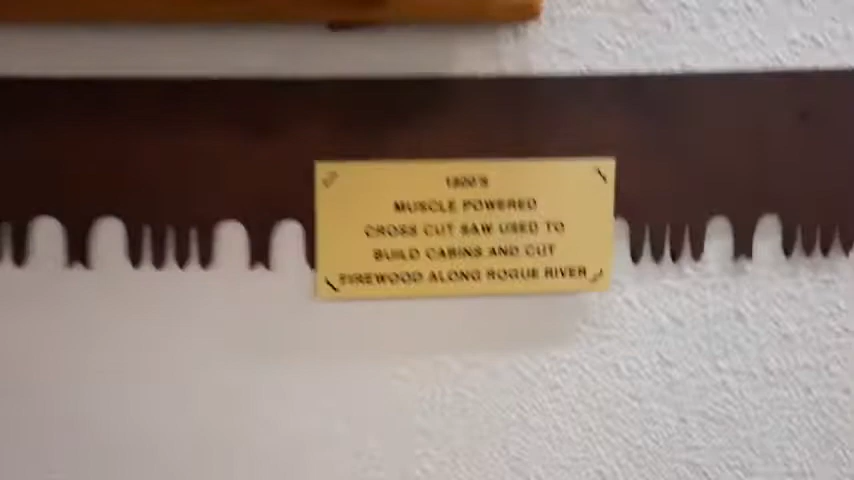 1800'S
MUSCLE POWERED
CROSS CUT SAW USED TO
BUILD CABINS AND CUT
FIREWOOD ALONG ROGUE RIVER